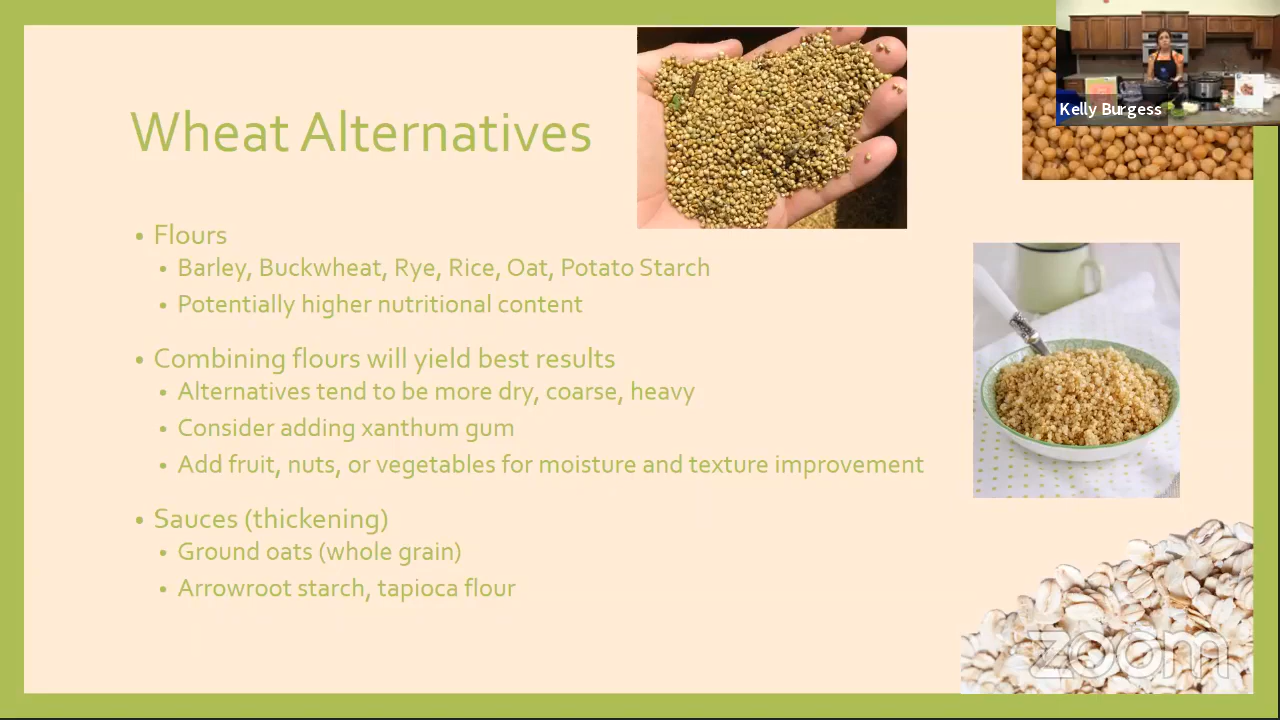 Kelly Burgess
Wheat Alternatives
• Flours
• Barley, Buckwheat, Rye, Rice, Oat, Potato Starch
• Potentially higher nutritional content
• Combining flours will yield best results
• Alternatives tend to be more dry, coarse, heavy
• Consider adding xanthum gum
• Add fruit, nuts, or vegetables for moisture and texture improvement
• Sauces (thickening)
• Ground oats (whole grain)
• Arrowroot starch, tapioca flour
zoom